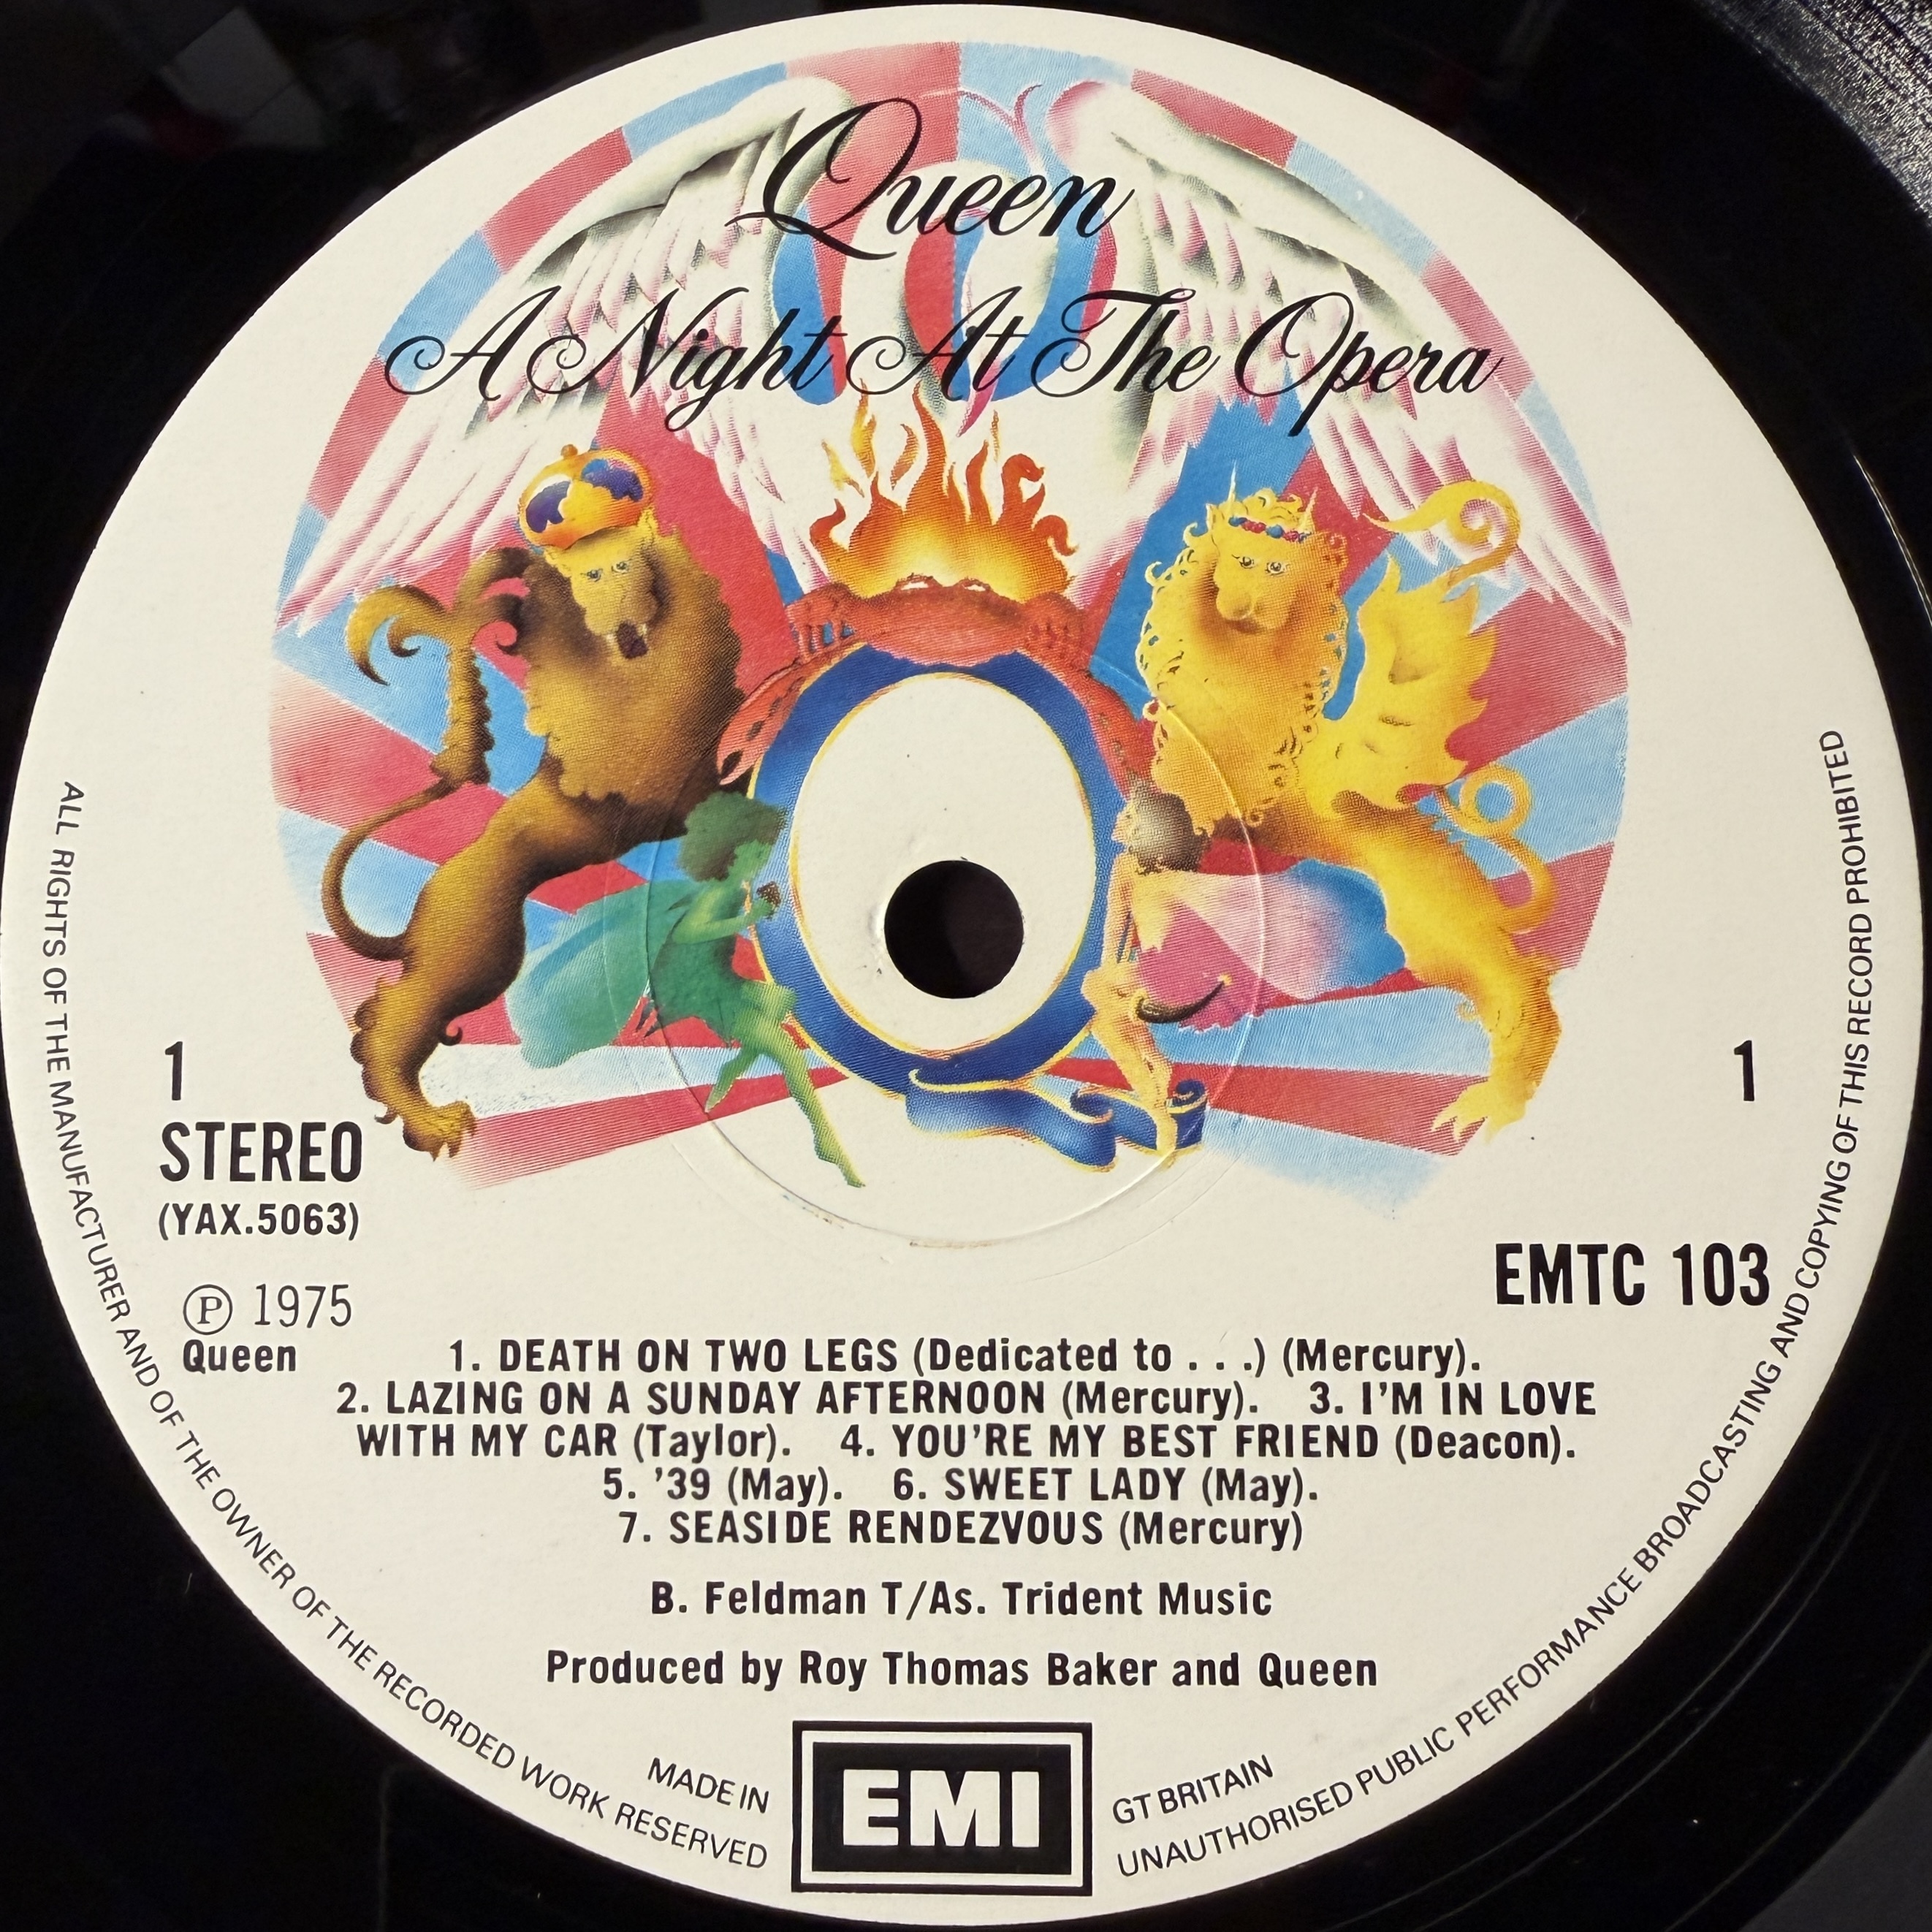 Queen
A Night At The Opera
1
1
STEREO
(YAX.5063)
EMTC 103
Ⓟ 1975
Queen
1. DEATH ON TWO LEGS (Dedicated to . . .) (Mercury).
2. LAZING ON A SUNDAY AFTERNOON (Mercury). 3. I'M IN LOVE
WITH MY CAR (Taylor). 4. YOU'RE MY BEST FRIEND (Deacon).
5. '39 (May). 6. SWEET LADY (May).
7. SEASIDE RENDEZVOUS (Mercury)
B. Feldman T/As. Trident Music
Produced by Roy Thomas Baker and Queen
MADE IN
EMI
GT BRITAIN
ALL RIGHTS OF THE MANUFACTURER AND OF THE OWNER OF THE RECORDED WORK RESERVED
UNAUTHORISED PUBLIC PERFORMANCE BROADCASTING AND COPYING OF THIS RECORD PROHIBITED